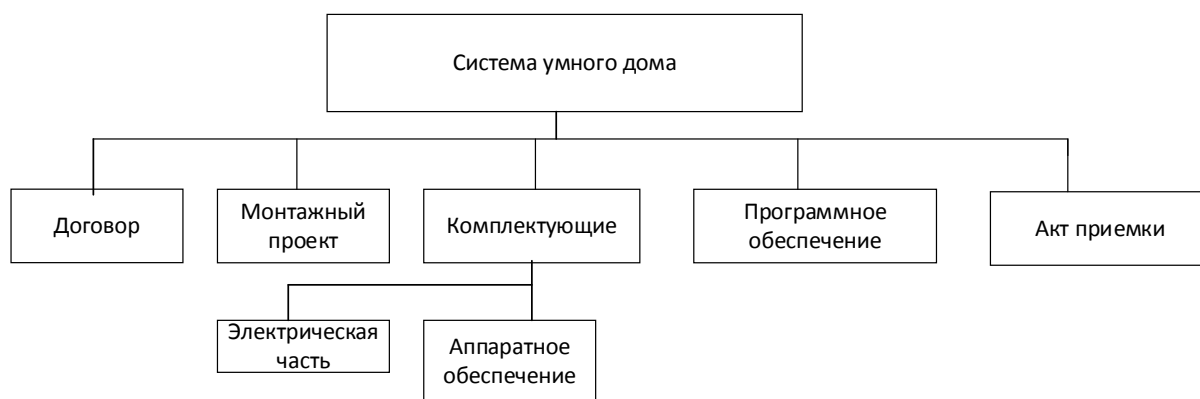 Система умного дома
Договор
Монтажный
проект
Комплектующие
Программное
обеспечение
Акт приемки
Электрическая
часть
Аппаратное
обеспечение